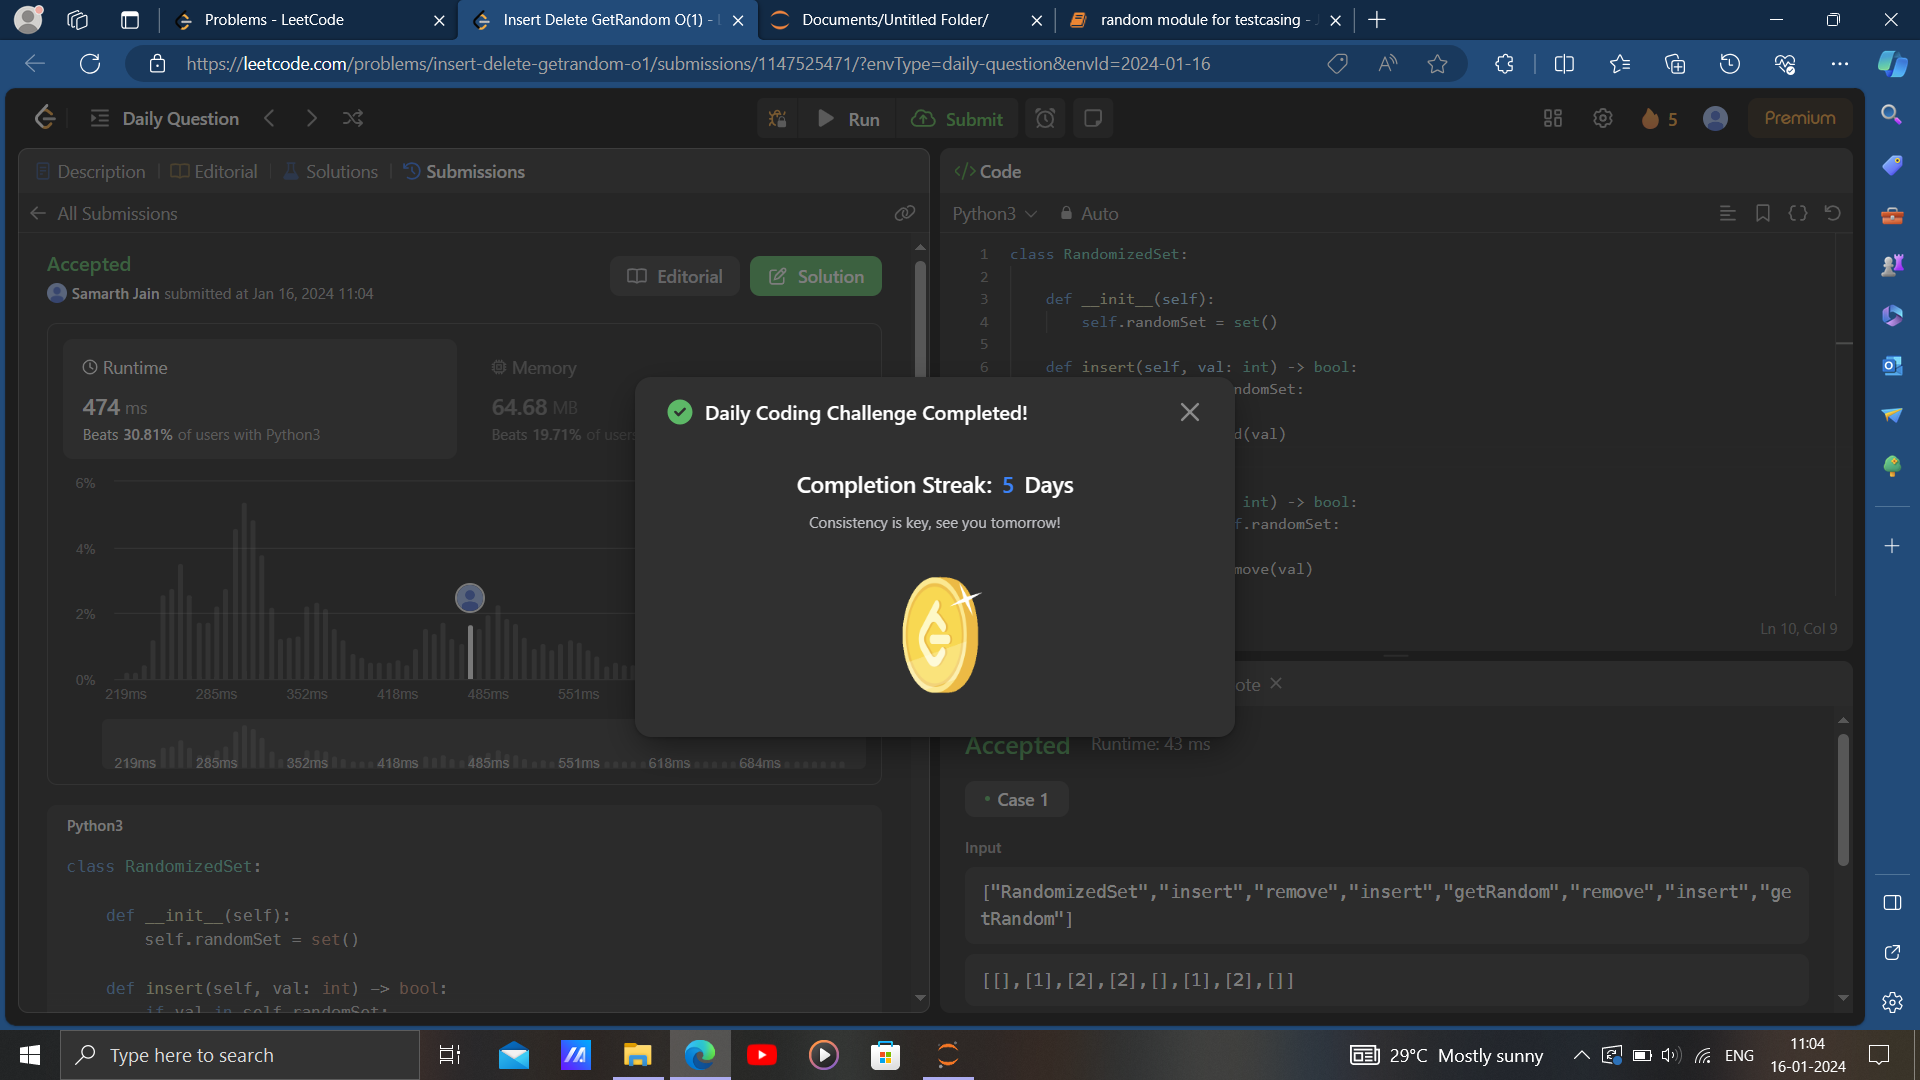 Problems - LeetCode
Insert Delete GetRandom O(1) -
Documents/Untitled Folder/
random module for testcasing -
https://leetcode.com/problems/insert-delete-getrandom-o1/submissions/1147525471/?envType=daily-question&envId=2024-01-16
Daily Question
Run
Submit
5
Premium
Description
Editorial
Solutions
Submissions
All Submissions
Accepted
Samarth Jain submitted at Jan 16, 2024 11:04
Editorial
Solution
Runtime
474 ms
Beats 30.81% of users with Python3
Memory
64.68 MB
Beats 19.71% of users
6%
4%
2%
0%
219ms 285ms 352ms 418ms 485ms 551ms
219ms 285ms 352ms 418ms 485ms 551ms 618ms 684ms
Python3
class RandomizedSet:
def __init__(self):
self.randomSet = set()
def insert(self, val: int) -> bool:
if val in self.randomSet:
Daily Coding Challenge Completed!
Completion Streak: 5 Days
Consistency is key, see you tomorrow!
</> Code
Python3
Auto
1 class RandomizedSet:
2
3 def __init__(self):
4 self.randomSet = set()
5
6 def insert(self, val: int) -> bool:
ndomSet:
d(val)
int) -> bool:
f.randomSet:
move(val)
Ln 10, Col 9
ote
Accepted
Runtime: 43 ms
Case 1
Input
["RandomizedSet","insert","remove","insert","getRandom","remove","insert","ge
tRandom"]
[[],[1],[2],[2],[],[1],[2],[]]
Type here to search
29°C Mostly sunny
ENG
11:04
16-01-2024